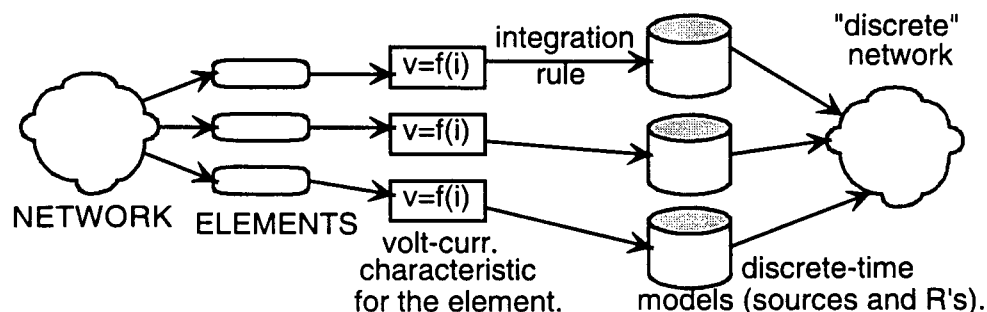 integration
rule
"discrete"
network
v=f(i)
v=f(i)
v=f(i)
NETWORK
ELEMENTS
volt-curr.
characteristic
for the element.
discrete-time
models (sources and R's).